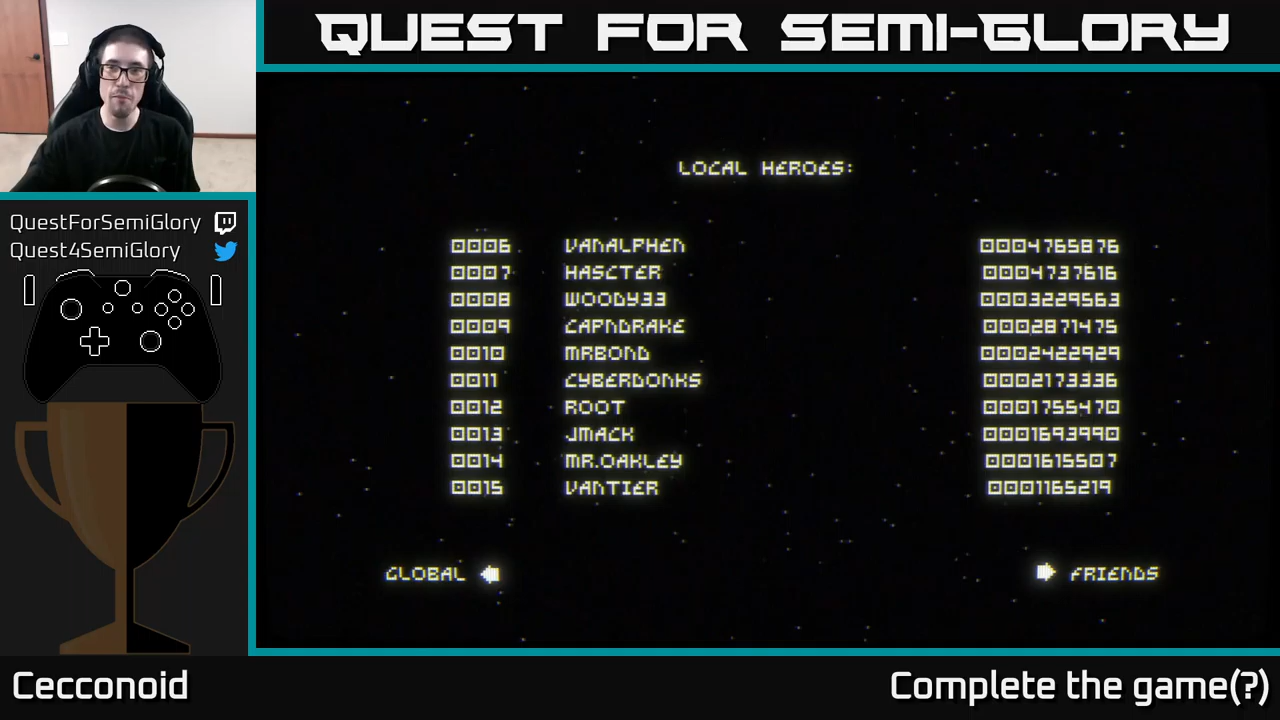 QUEST FOR SEMI-GLORY
QuestForSemiGlory
Quest4SemiGlory
LOCAL HEROES:
0006 VANALPHEN 0004765876
0007 HASCTER 0004737616
0008 WOODY33 0003229563
0009 CAPNDRAKE 0002871475
0010 MRBOND 0002422929
0011 CYBERDONKS 0002173336
0012 ROOT 0001755470
0013 JMACK 0001693990
0014 MR.OAKLEY 0001615507
0015 VANTIER 0001165219
GLOBAL FRIENDS
Cecconoid Complete the game(?)